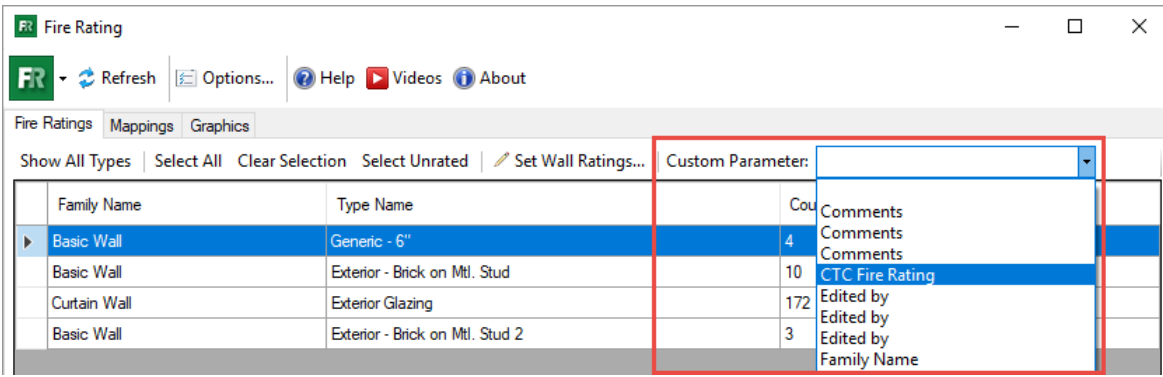 FR Fire Rating
FR Refresh Options... Help Videos About
Fire Ratings Mappings Graphics
Show All Types Select All Clear Selection Select Unrated Set Wall Ratings... Custom Parameter:
Family Name Type Name Cou
Basic Wall Generic - 6" 4
Basic Wall Exterior - Brick on Mtl. Stud 10
Curtain Wall Exterior Glazing 172
Basic Wall Exterior - Brick on Mtl. Stud 2 3
Comments
Comments
Comments
CTC Fire Rating
Edited by
Edited by
Edited by
Family Name